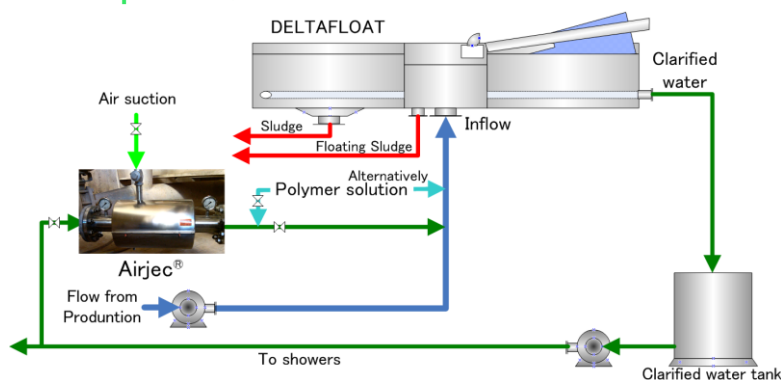 DELTAFLOAT
Clarified
water
Air suction
Sludge
Inflow
Floating Sludge
Alternatively
Polymer solution
Airjec®
Flow from
Produntion
To showers
Clarified water tank